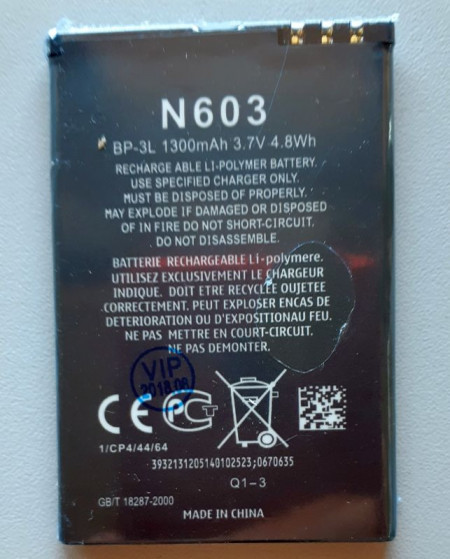 N603
BP-3L 1300mAh 3.7V 4.8Wh
RECHARGE ABLE LI-POLYMER BATTERY.
USE SPECIFIED CHARGER ONLY.
MUST BE DISPOSED OF PROPERLY.
MAY EXPLODE IF DAMAGED OR DISPOSED
OF IN FIRE DO NOT SHORT-CIRCUIT.
DO NOT DISASSEMBLE.
BATTERIE RECHARGEABLE Li-polymere.
UTILISEZ EXCLUSIVEMENT LE CHARGEUR
INDIQUE. DOIT ETRE RECYCLEE OUJETEE
CORRECTEMENT. PEUT EXPLOSER ENCAS DE
DETERIORATION OU D'EXPOSITIONAU FEU.
NE PAS METTRE EN COURT-CIRCUIT.
NE PAS DEMONTER.
VIP
2018.06
CE
1/CP4/44/64
3932131205140102523;0670635
Q1-3
GB/T 18287-2000
MADE IN CHINA